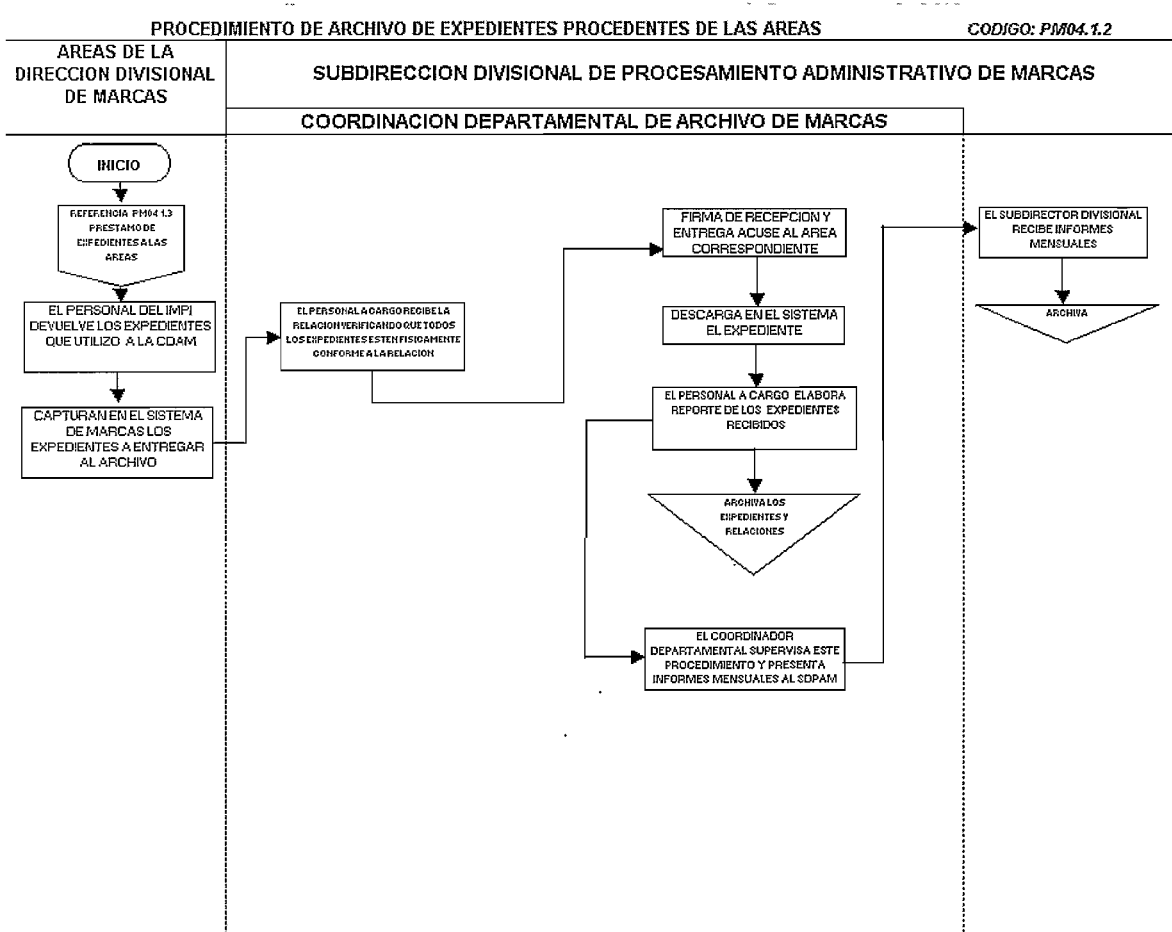 PROCEDIMIENTO DE ARCHIVO DE EXPEDIENTES PROCEDENTES DE LAS AREAS
CODIGO: PM04.1.2
AREAS DE LA
DIRECCION DIVISIONAL
DE MARCAS
SUBDIRECCION DIVISIONAL DE PROCESAMIENTO ADMINISTRATIVO DE MARCAS
COORDINACION DEPARTAMENTAL DE ARCHIVO DE MARCAS
INICIO
REFERENCIA PM04 1.3
PRESTAMO DE
EXPEDIENTES A LAS
AREAS
EL PERSONAL DEL IMPI
DEVUELVE LOS EXPEDIENTES
QUE UTILIZO A LA CDAM
CAPTURAN EN EL SISTEMA
DE MARCAS LOS
EXPEDIENTES A ENTREGAR
AL ARCHIVO
EL PERSONAL A CARGO RECIBE LA
RELACION VERIFICANDO QUE TODOS
LOS EXPEDIENTES ESTEN FISICAMENTE
CONFORME A LA RELACION
FIRMA DE RECEPCION Y
ENTREGA ACUSE AL AREA
CORRESPONDIENTE
DESCARGA EN EL SISTEMA
EL EXPEDIENTE
EL PERSONAL A CARGO ELABORA
REPORTE DE LOS EXPEDIENTES
RECIBIDOS
ARCHIVA LOS
EXPEDIENTES Y
RELACIONES
EL COORDINADOR
DEPARTAMENTAL SUPERVISA ESTE
PROCEDIMIENTO Y PRESENTA
INFORMES MENSUALES AL SDPAM
EL SUBDIRECTOR DIVISIONAL
RECIBE INFORMES
MENSUALES
ARCHIVA